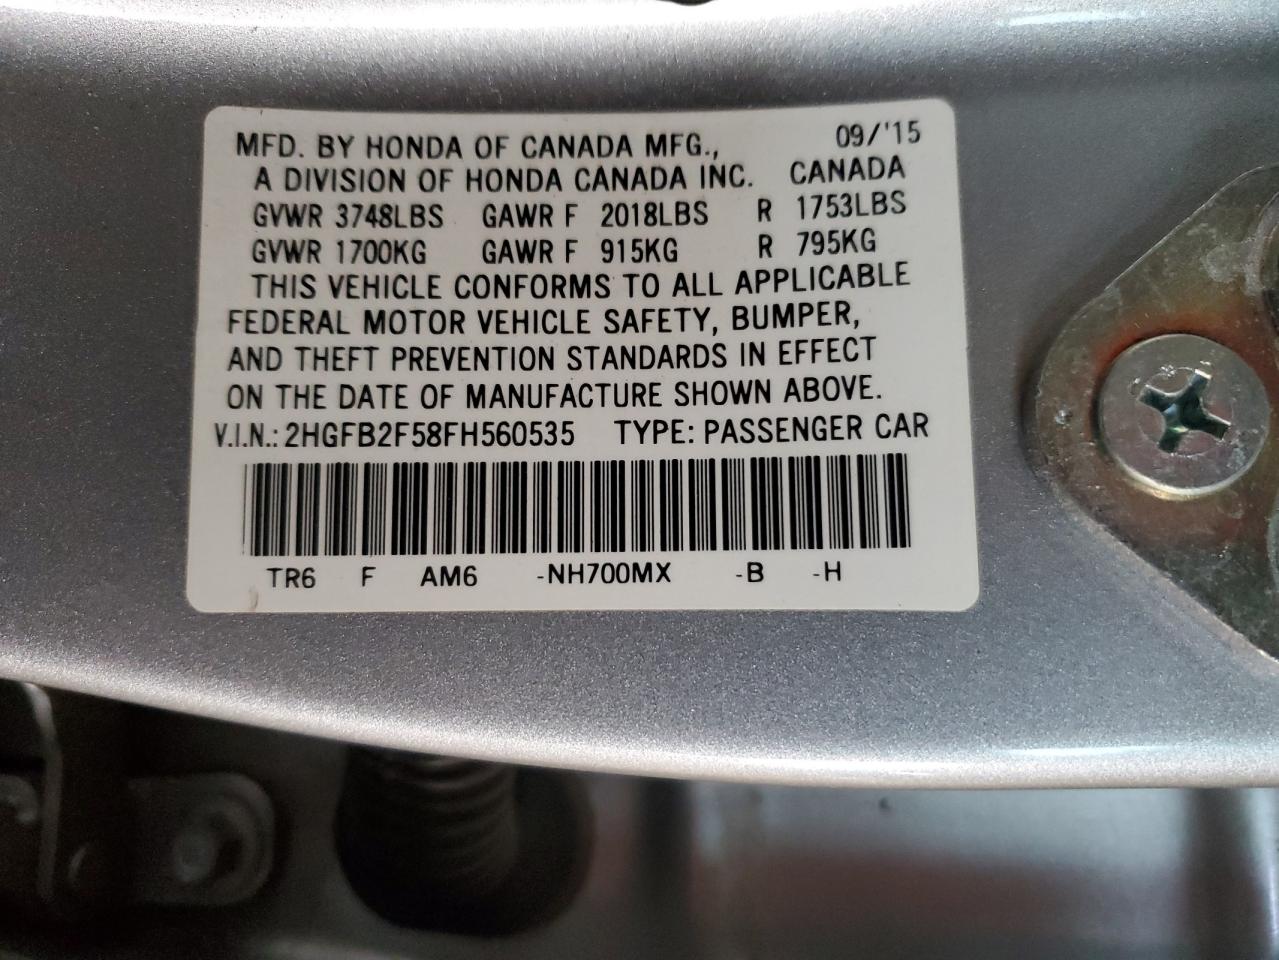 MFD. BY HONDA OF CANADA MFG., 09/'15
A DIVISION OF HONDA CANADA INC. CANADA
GVWR 3748LBS GAWR F 2018LBS R 1753LBS
GVWR 1700KG GAWR F 915KG R 795KG
THIS VEHICLE CONFORMS TO ALL APPLICABLE
FEDERAL MOTOR VEHICLE SAFETY, BUMPER,
AND THEFT PREVENTION STANDARDS IN EFFECT
ON THE DATE OF MANUFACTURE SHOWN ABOVE.
V.I.N.: 2HGFB2F58FH560535 TYPE: PASSENGER CAR
TR6 F AM6 -NH700MX -B -H